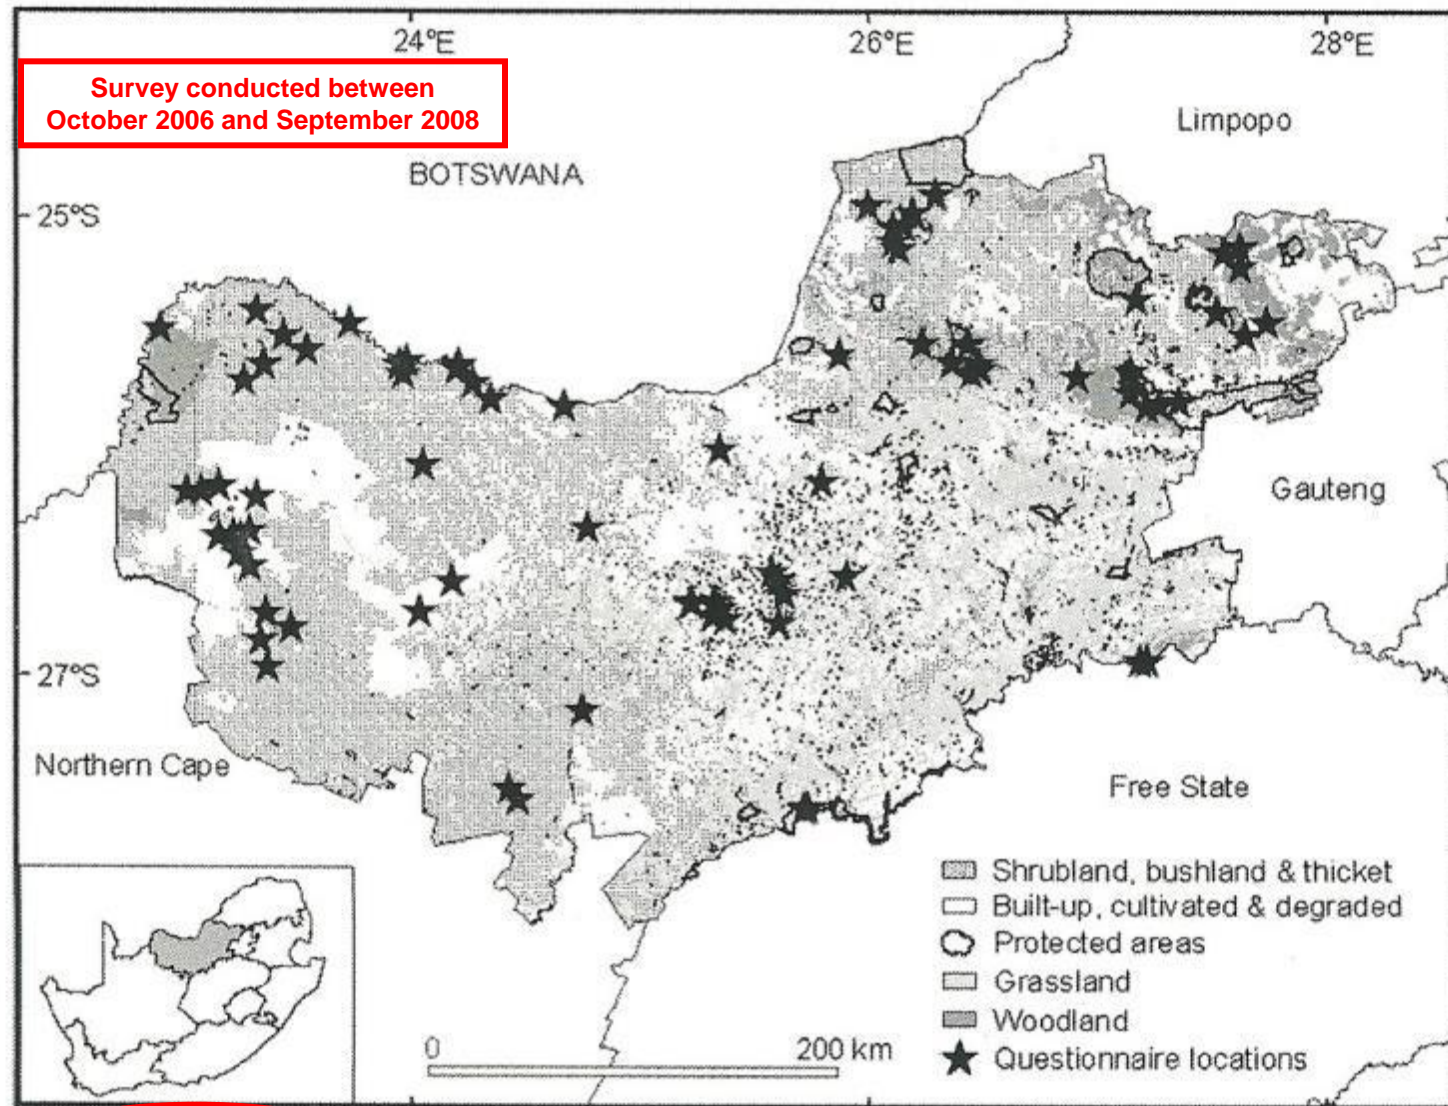 24°E
26°E
28°E
Survey conducted between
October 2006 and September 2008
Limpopo
BOTSWANA
25°S
Gauteng
27°S
Northern Cape
Free State
Shrubland, bushland & thicket
Built-up, cultivated & degraded
Protected areas
Grassland
Woodland
Questionnaire locations
0
200 km